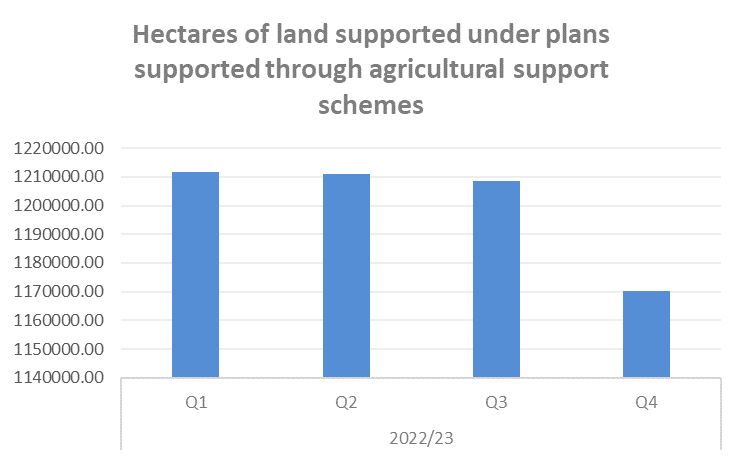 Hectares of land supported under plans
supported through agricultural support
schemes
1220000.00
1210000.00
1200000.00
1190000.00
1180000.00
1170000.00
1160000.00
1150000.00
1140000.00
Q1 Q2 Q3 Q4
2022/23